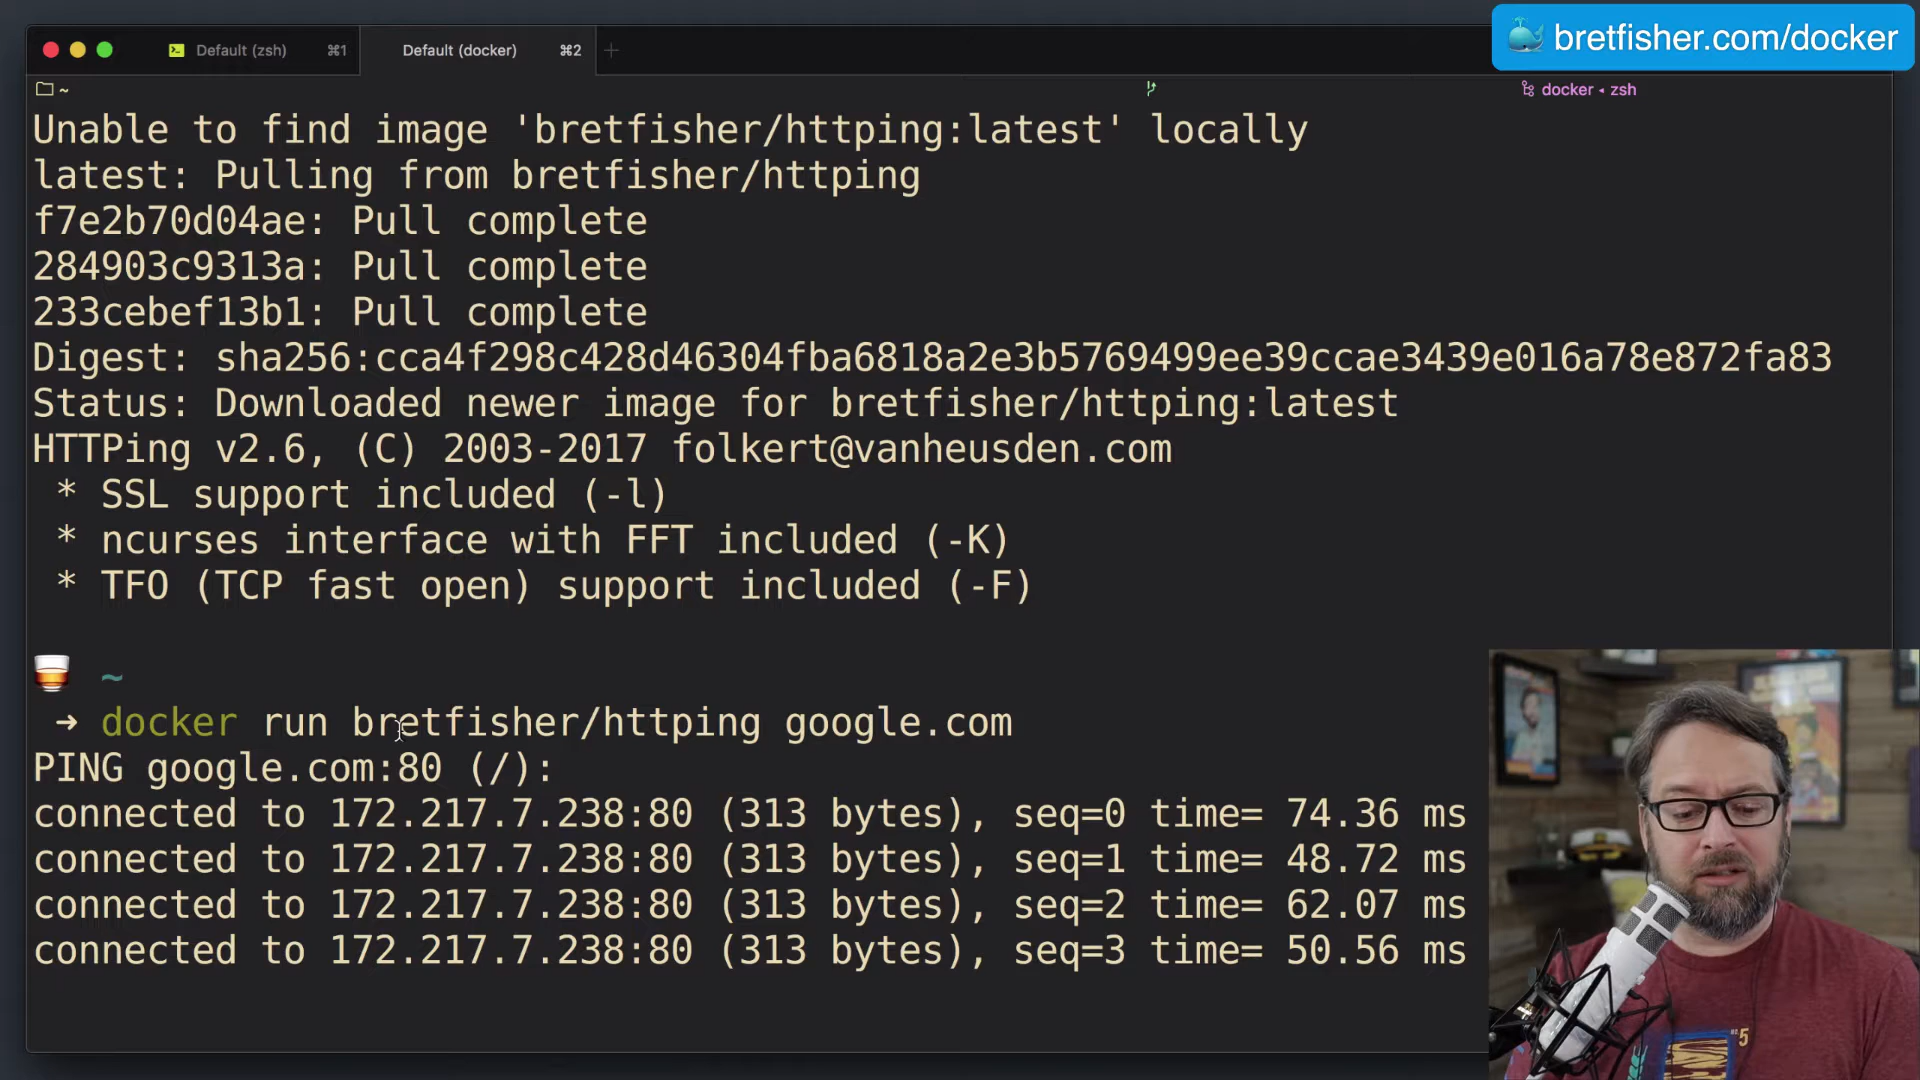 bretfisher.com/docker
Default (zsh) ⌘1 Default (docker) ⌘2 +
~ docker ◂ zsh
Unable to find image 'bretfisher/httping:latest' locally
latest: Pulling from bretfisher/httping
f7e2b70d04ae: Pull complete
284903c9313a: Pull complete
233cebef13b1: Pull complete
Digest: sha256:cca4f298c428d46304fba6818a2e3b5769499ee39ccae3439e016a78e872fa83
Status: Downloaded newer image for bretfisher/httping:latest
HTTPing v2.6, (C) 2003-2017 folkert@vanheusden.com
* SSL support included (-l)
* ncurses interface with FFT included (-K)
* TFO (TCP fast open) support included (-F)
~
➜ docker run bretfisher/httping google.com
PING google.com:80 (/):
connected to 172.217.7.238:80 (313 bytes), seq=0 time= 74.36 ms
connected to 172.217.7.238:80 (313 bytes), seq=1 time= 48.72 ms
connected to 172.217.7.238:80 (313 bytes), seq=2 time= 62.07 ms
connected to 172.217.7.238:80 (313 bytes), seq=3 time= 50.56 ms
5